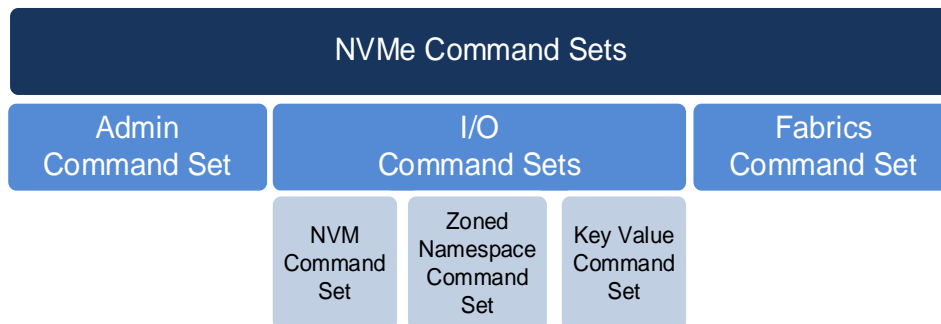 NVMe Command Sets
Admin
Command Set
I/O
Command Sets
Fabrics
Command Set
NVM
Command
Set
Zoned
Namespace
Command
Set
Key Value
Command
Set